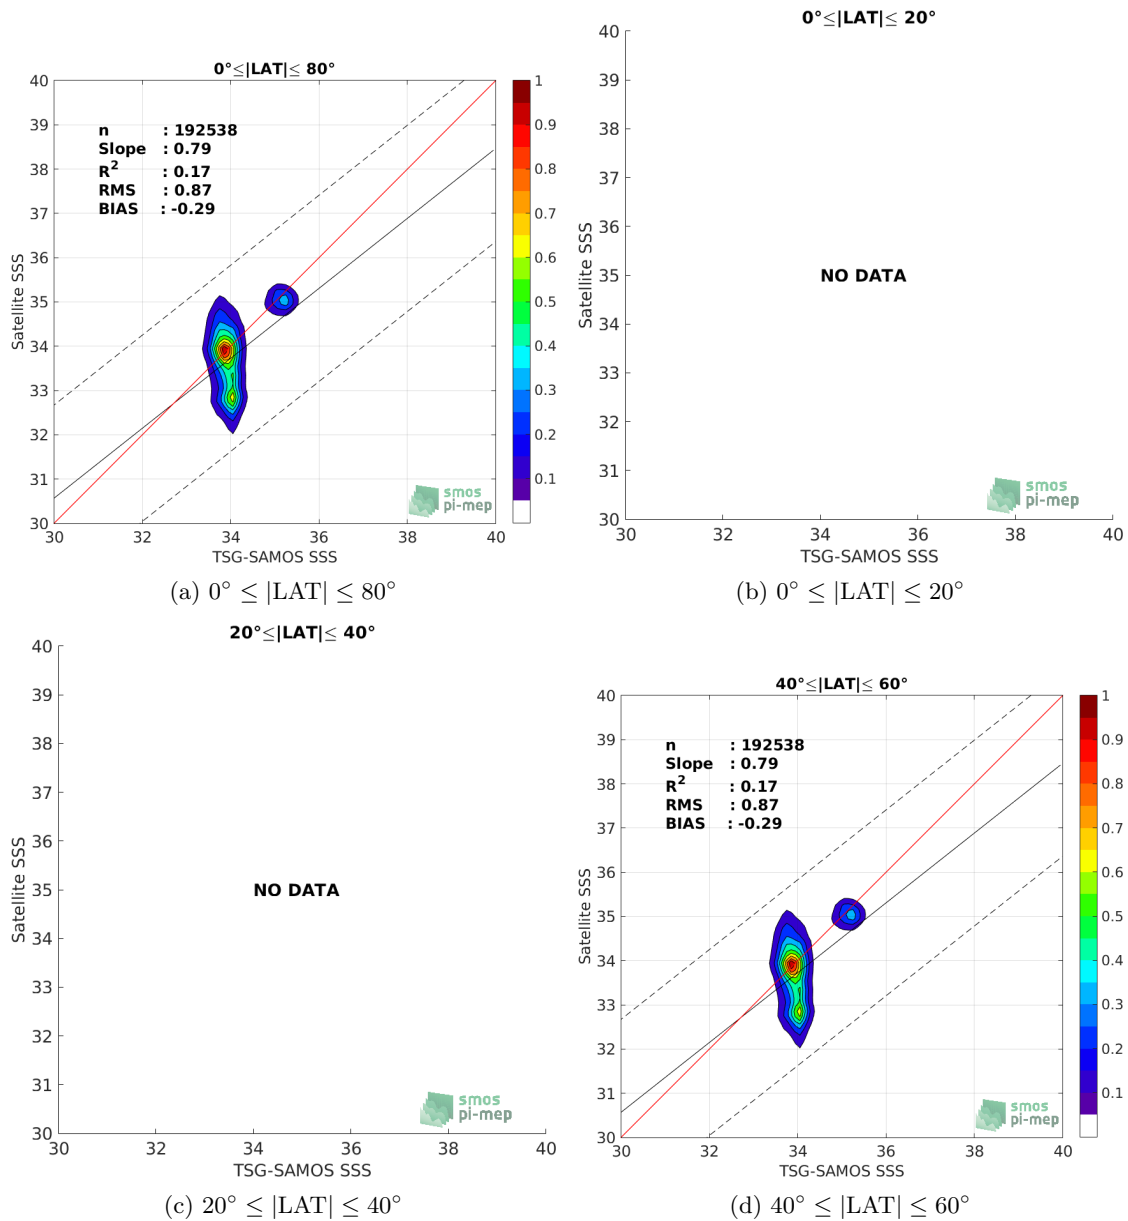 0°≤|LAT|≤ 80°
40
39
38
37
36
35
34
33
32
31
30
Satellite SSS
n : 192538
Slope : 0.79
R2 : 0.17
RMS : 0.87
BIAS : -0.29
1
0.9
0.8
0.7
0.6
0.5
0.4
0.3
0.2
0.1
smos
pi-mep
30 32 34 36 38 40
TSG-SAMOS SSS
(a) 0° ≤ |LAT| ≤ 80°
0°≤|LAT|≤ 20°
40
39
38
37
36
35
34
33
32
31
30
Satellite SSS
NO DATA
smos
pi-mep
30 32 34 36 38 40
TSG-SAMOS SSS
(b) 0° ≤ |LAT| ≤ 20°
20°≤|LAT|≤ 40°
40
39
38
37
36
35
34
33
32
31
30
Satellite SSS
NO DATA
smos
pi-mep
30 32 34 36 38 40
TSG-SAMOS SSS
(c) 20° ≤ |LAT| ≤ 40°
40°≤|LAT|≤ 60°
40
39
38
37
36
35
34
33
32
31
30
Satellite SSS
n : 192538
Slope : 0.79
R2 : 0.17
RMS : 0.87
BIAS : -0.29
1
0.9
0.8
0.7
0.6
0.5
0.4
0.3
0.2
0.1
smos
pi-mep
30 32 34 36 38 40
TSG-SAMOS SSS
(d) 40° ≤ |LAT| ≤ 60°